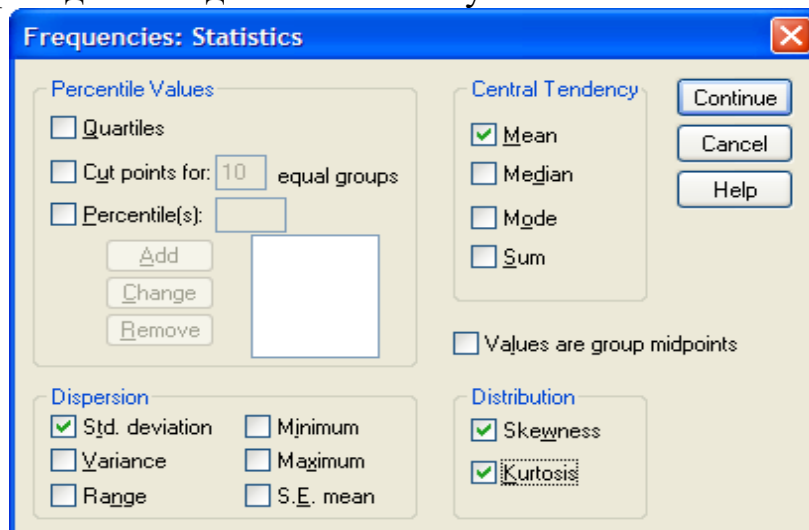 Frequencies: Statistics
Percentile Values
Quartiles
Cut points for: 10 equal groups
Percentile(s):
Add
Change
Remove
Central Tendency
Mean
Median
Mode
Sum
Continue
Cancel
Help
Values are group midpoints
Dispersion
Std. deviation
Variance
Range
Minimum
Maximum
S.E. mean
Distribution
Skewness
Kurtosis